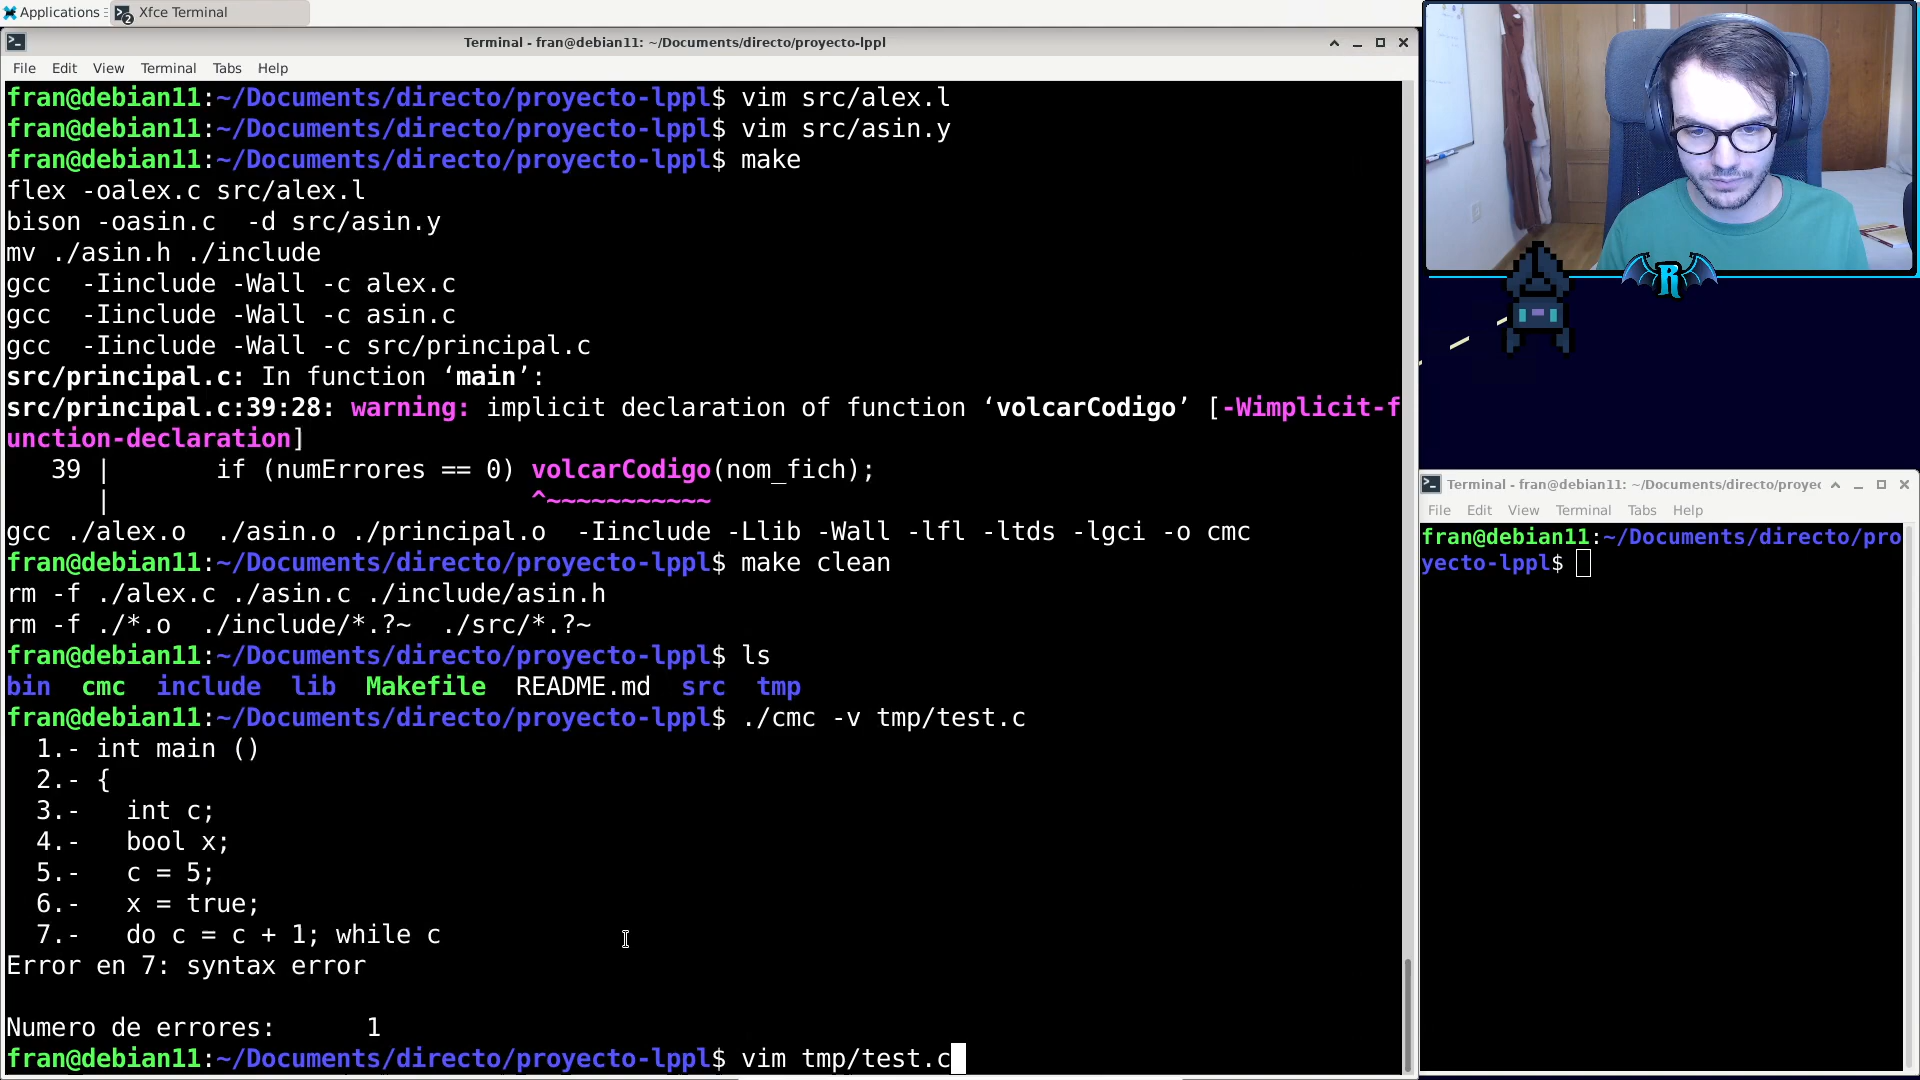 Applications
Xfce Terminal
Terminal - fran@debian11: ~/Documents/directo/proyecto-lppl
File Edit View Terminal Tabs Help
fran@debian11:~/Documents/directo/proyecto-lppl$ vim src/alex.l
fran@debian11:~/Documents/directo/proyecto-lppl$ vim src/asin.y
fran@debian11:~/Documents/directo/proyecto-lppl$ make
flex -oalex.c src/alex.l
bison -oasin.c  -d src/asin.y
mv ./asin.h ./include
gcc  -Iinclude -Wall -c alex.c
gcc  -Iinclude -Wall -c asin.c
gcc  -Iinclude -Wall -c src/principal.c
src/principal.c: In function ‘main’:
src/principal.c:39:28: warning: implicit declaration of function ‘volcarCodigo’ [-Wimplicit-f
unction-declaration]
   39 |       if (numErrores == 0) volcarCodigo(nom_fich);
      |                            ^~~~~~~~~~~~
gcc ./alex.o  ./asin.o ./principal.o  -Iinclude -Llib -Wall -lfl -ltds -lgci -o cmc
fran@debian11:~/Documents/directo/proyecto-lppl$ make clean
rm -f ./alex.c ./asin.c ./include/asin.h
rm -f ./*.o  ./include/*.?~  ./src/*.?~
fran@debian11:~/Documents/directo/proyecto-lppl$ ls
bin  cmc  include  lib  Makefile  README.md  src  tmp
fran@debian11:~/Documents/directo/proyecto-lppl$ ./cmc -v tmp/test.c
  1.- int main ()
  2.- {
  3.-   int c;
  4.-   bool x;
  5.-   c = 5;
  6.-   x = true;
  7.-   do c = c + 1; while c
Error en 7: syntax error
Numero de errores:      1
fran@debian11:~/Documents/directo/proyecto-lppl$ vim tmp/test.c
R
Terminal - fran@debian11: ~/Documents/directo/proyec
File Edit View Terminal Tabs Help
fran@debian11:~/Documents/directo/pro
yecto-lppl$